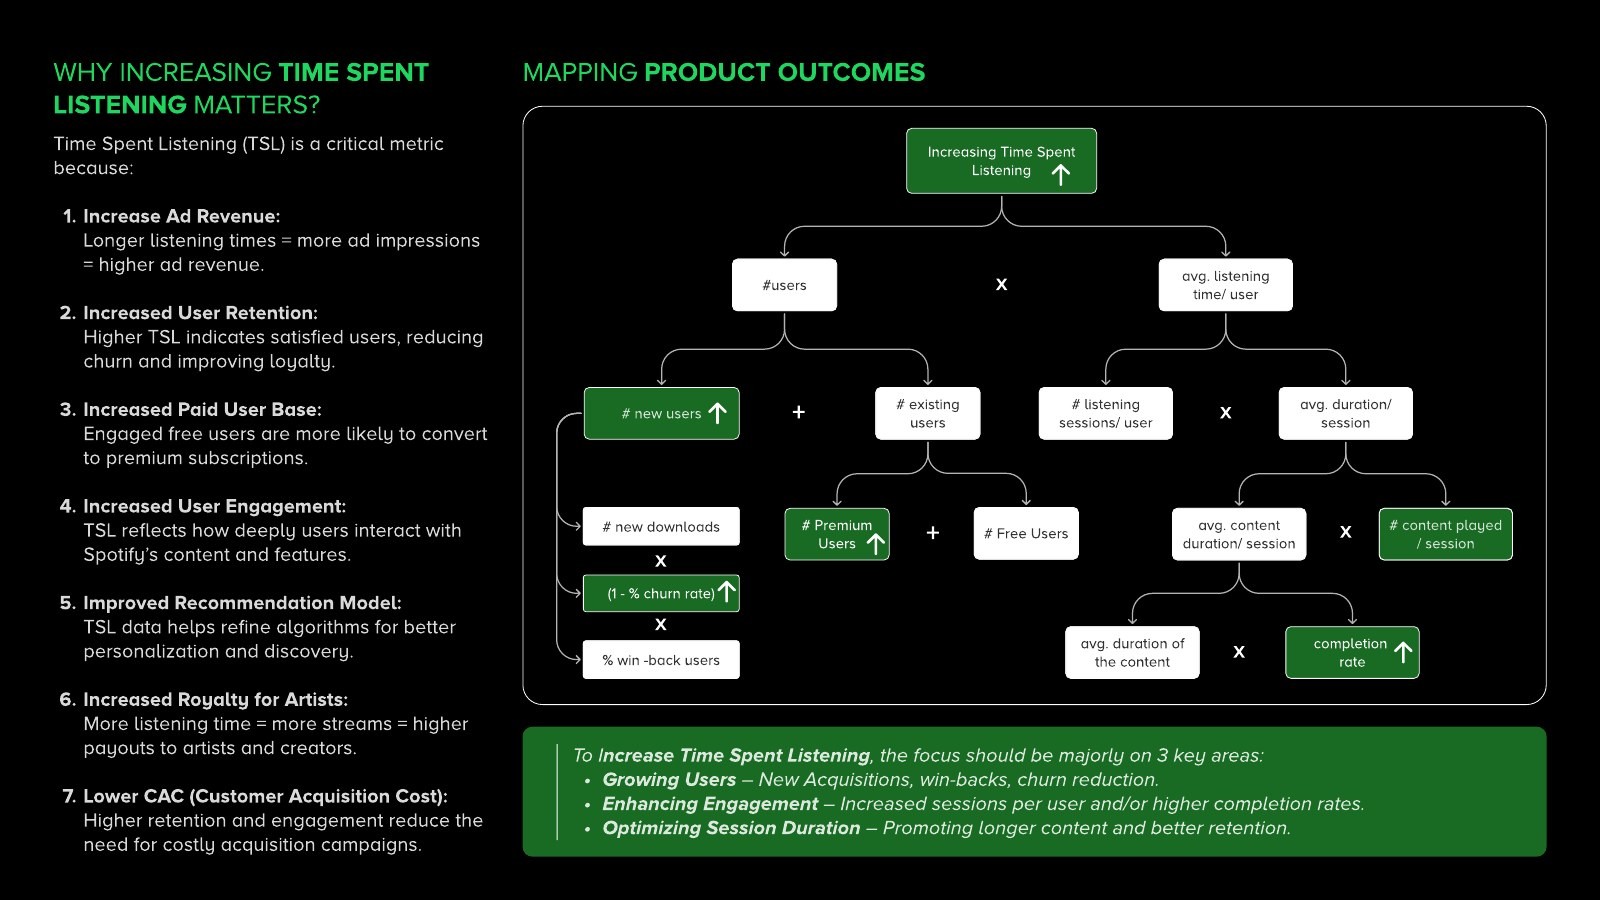 WHY INCREASING TIME SPENT
LISTENING MATTERS?
Time Spent Listening (TSL) is a critical metric
because:
1. Increase Ad Revenue:
Longer listening times = more ad impressions
= higher ad revenue.
2. Increased User Retention:
Higher TSL indicates satisfied users, reducing
churn and improving loyalty.
3. Increased Paid User Base:
Engaged free users are more likely to convert
to premium subscriptions.
4. Increased User Engagement:
TSL reflects how deeply users interact with
Spotify's content and features.
5. Improved Recommendation Model:
TSL data helps refine algorithms for better
personalization and discovery.
6. Increased Royalty for Artists:
More listening time = more streams = higher
payouts to artists and creators.
7. Lower CAC (Customer Acquisition Cost):
Higher retention and engagement reduce the
need for costly acquisition campaigns.
MAPPING PRODUCT OUTCOMES
Increasing Time Spent
Listening ↑
#users
x
avg. listening
time/ user
# new users ↑
+
# existing
users
# listening
sessions/ user
x
avg. duration/
session
# new downloads
x
(1 - % churn rate) ↑
x
% win -back users
# Premium
Users ↑
+
# Free Users
avg. content
duration/ session
x
# content played
/ session
avg. duration of
the content
x
completion
rate ↑
To Increase Time Spent Listening, the focus should be majorly on 3 key areas:
• Growing Users – New Acquisitions, win-backs, churn reduction.
• Enhancing Engagement – Increased sessions per user and/or higher completion rates.
• Optimizing Session Duration – Promoting longer content and better retention.